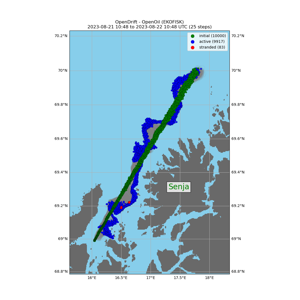 OpenDrift - OpenOil (EKOFISK)
2023-08-21 10:48 to 2023-08-22 10:48 UTC (25 steps)
initial (10000)
active (9917)
stranded (83)
70.2°N 70.2°N
70°N 70°N
69.8°N 69.8°N
69.6°N 69.6°N
69.4°N 69.4°N
Senja
69.2°N 69.2°N
69°N 69°N
68.8°N 68.8°N
16°E 16.5°E 17°E 17.5°E 18°E